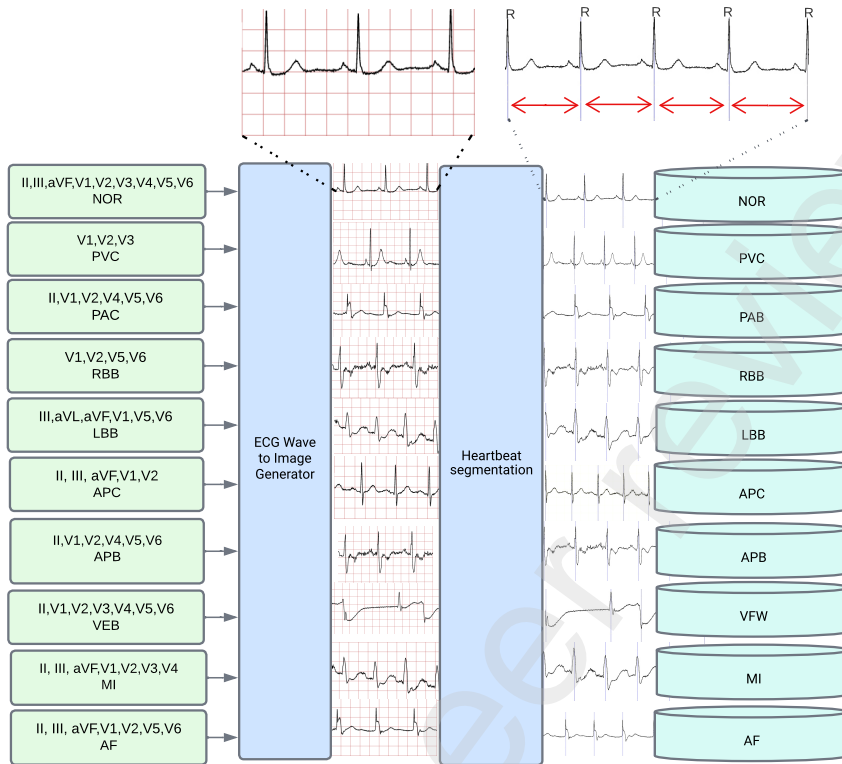 R R R R R
II,III,aVF,V1,V2,V3,V4,V5,V6
NOR
V1,V2,V3
PVC
II,V1,V2,V4,V5,V6
PAC
V1,V2,V5,V6
RBB
III,aVL,aVF,V1,V5,V6
LBB
II, III, aVF,V1,V2
APC
II,V1,V2,V4,V5,V6
APB
II,V1,V2,V3,V4,V5,V6
VEB
II, III, aVF,V1,V2,V3,V4
MI
II, III, aVF,V1,V2,V5,V6
AF
ECG Wave
to Image
Generator
Heartbeat
segmentation
NOR
PVC
PAB
RBB
LBB
APC
APB
VFW
MI
AF
eer review